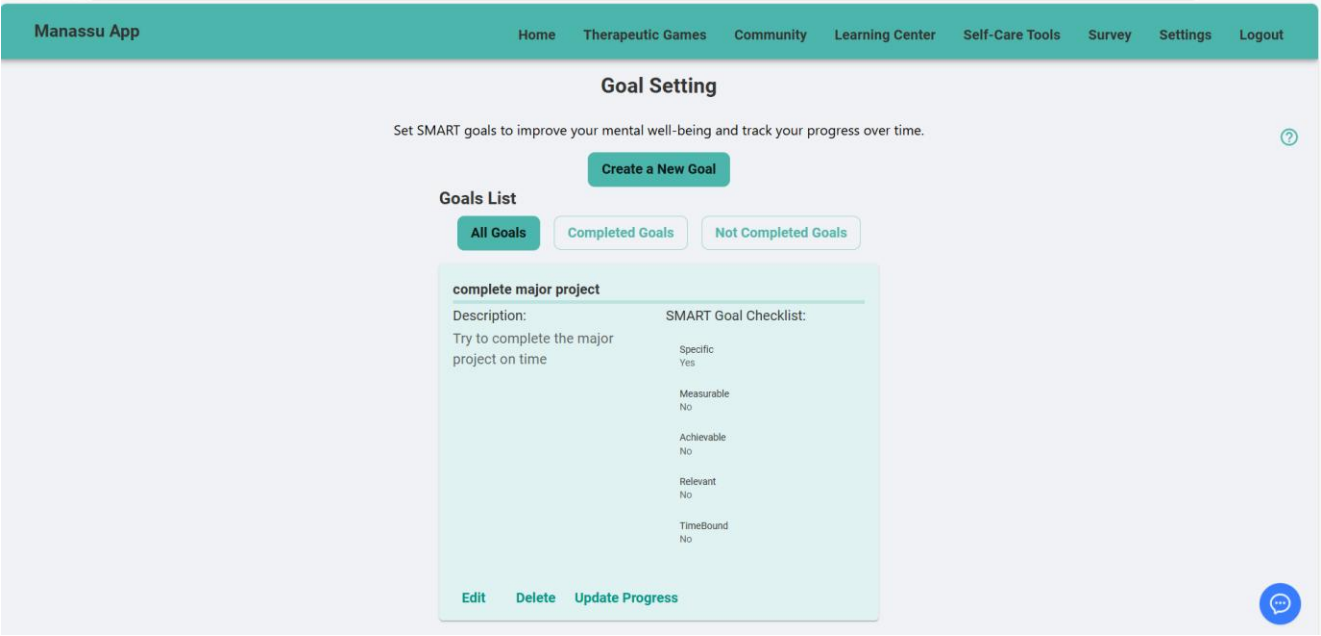 Manassu App Home Therapeutic Games Community Learning Center Self-Care Tools Survey Settings Logout
Goal Setting
Set SMART goals to improve your mental well-being and track your progress over time.
?
Create a New Goal
Goals List
All Goals Completed Goals Not Completed Goals
complete major project
Description:
Try to complete the major
project on time
SMART Goal Checklist:
Specific
Yes
Measurable
No
Achievable
No
Relevant
No
TimeBound
No
Edit Delete Update Progress